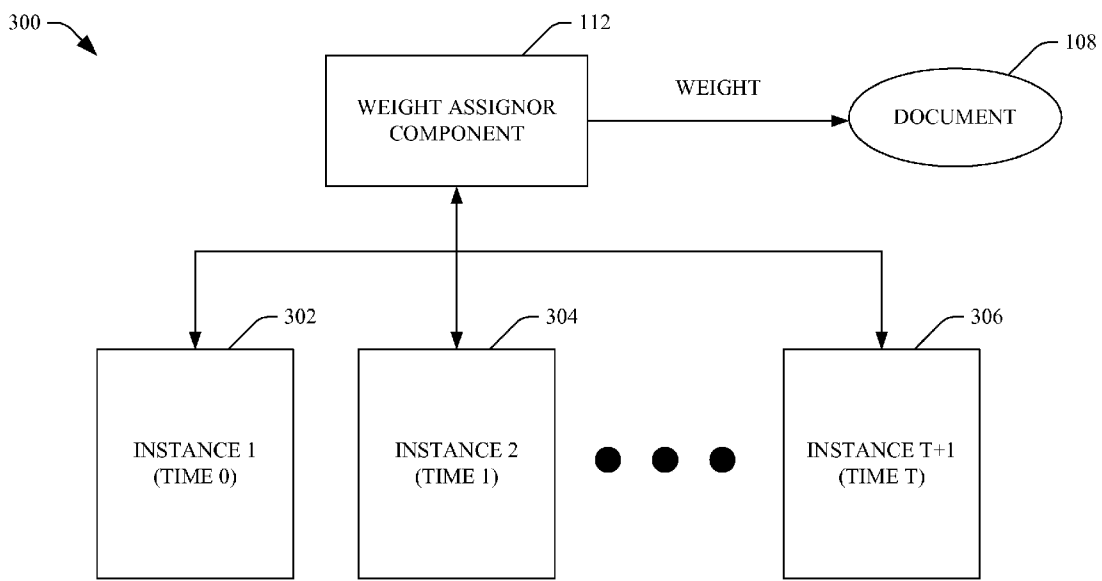 300
112
108
WEIGHT ASSIGNOR
COMPONENT
WEIGHT
DOCUMENT
302
304
306
INSTANCE 1
(TIME 0)
INSTANCE 2
(TIME 1)
INSTANCE T+1
(TIME T)